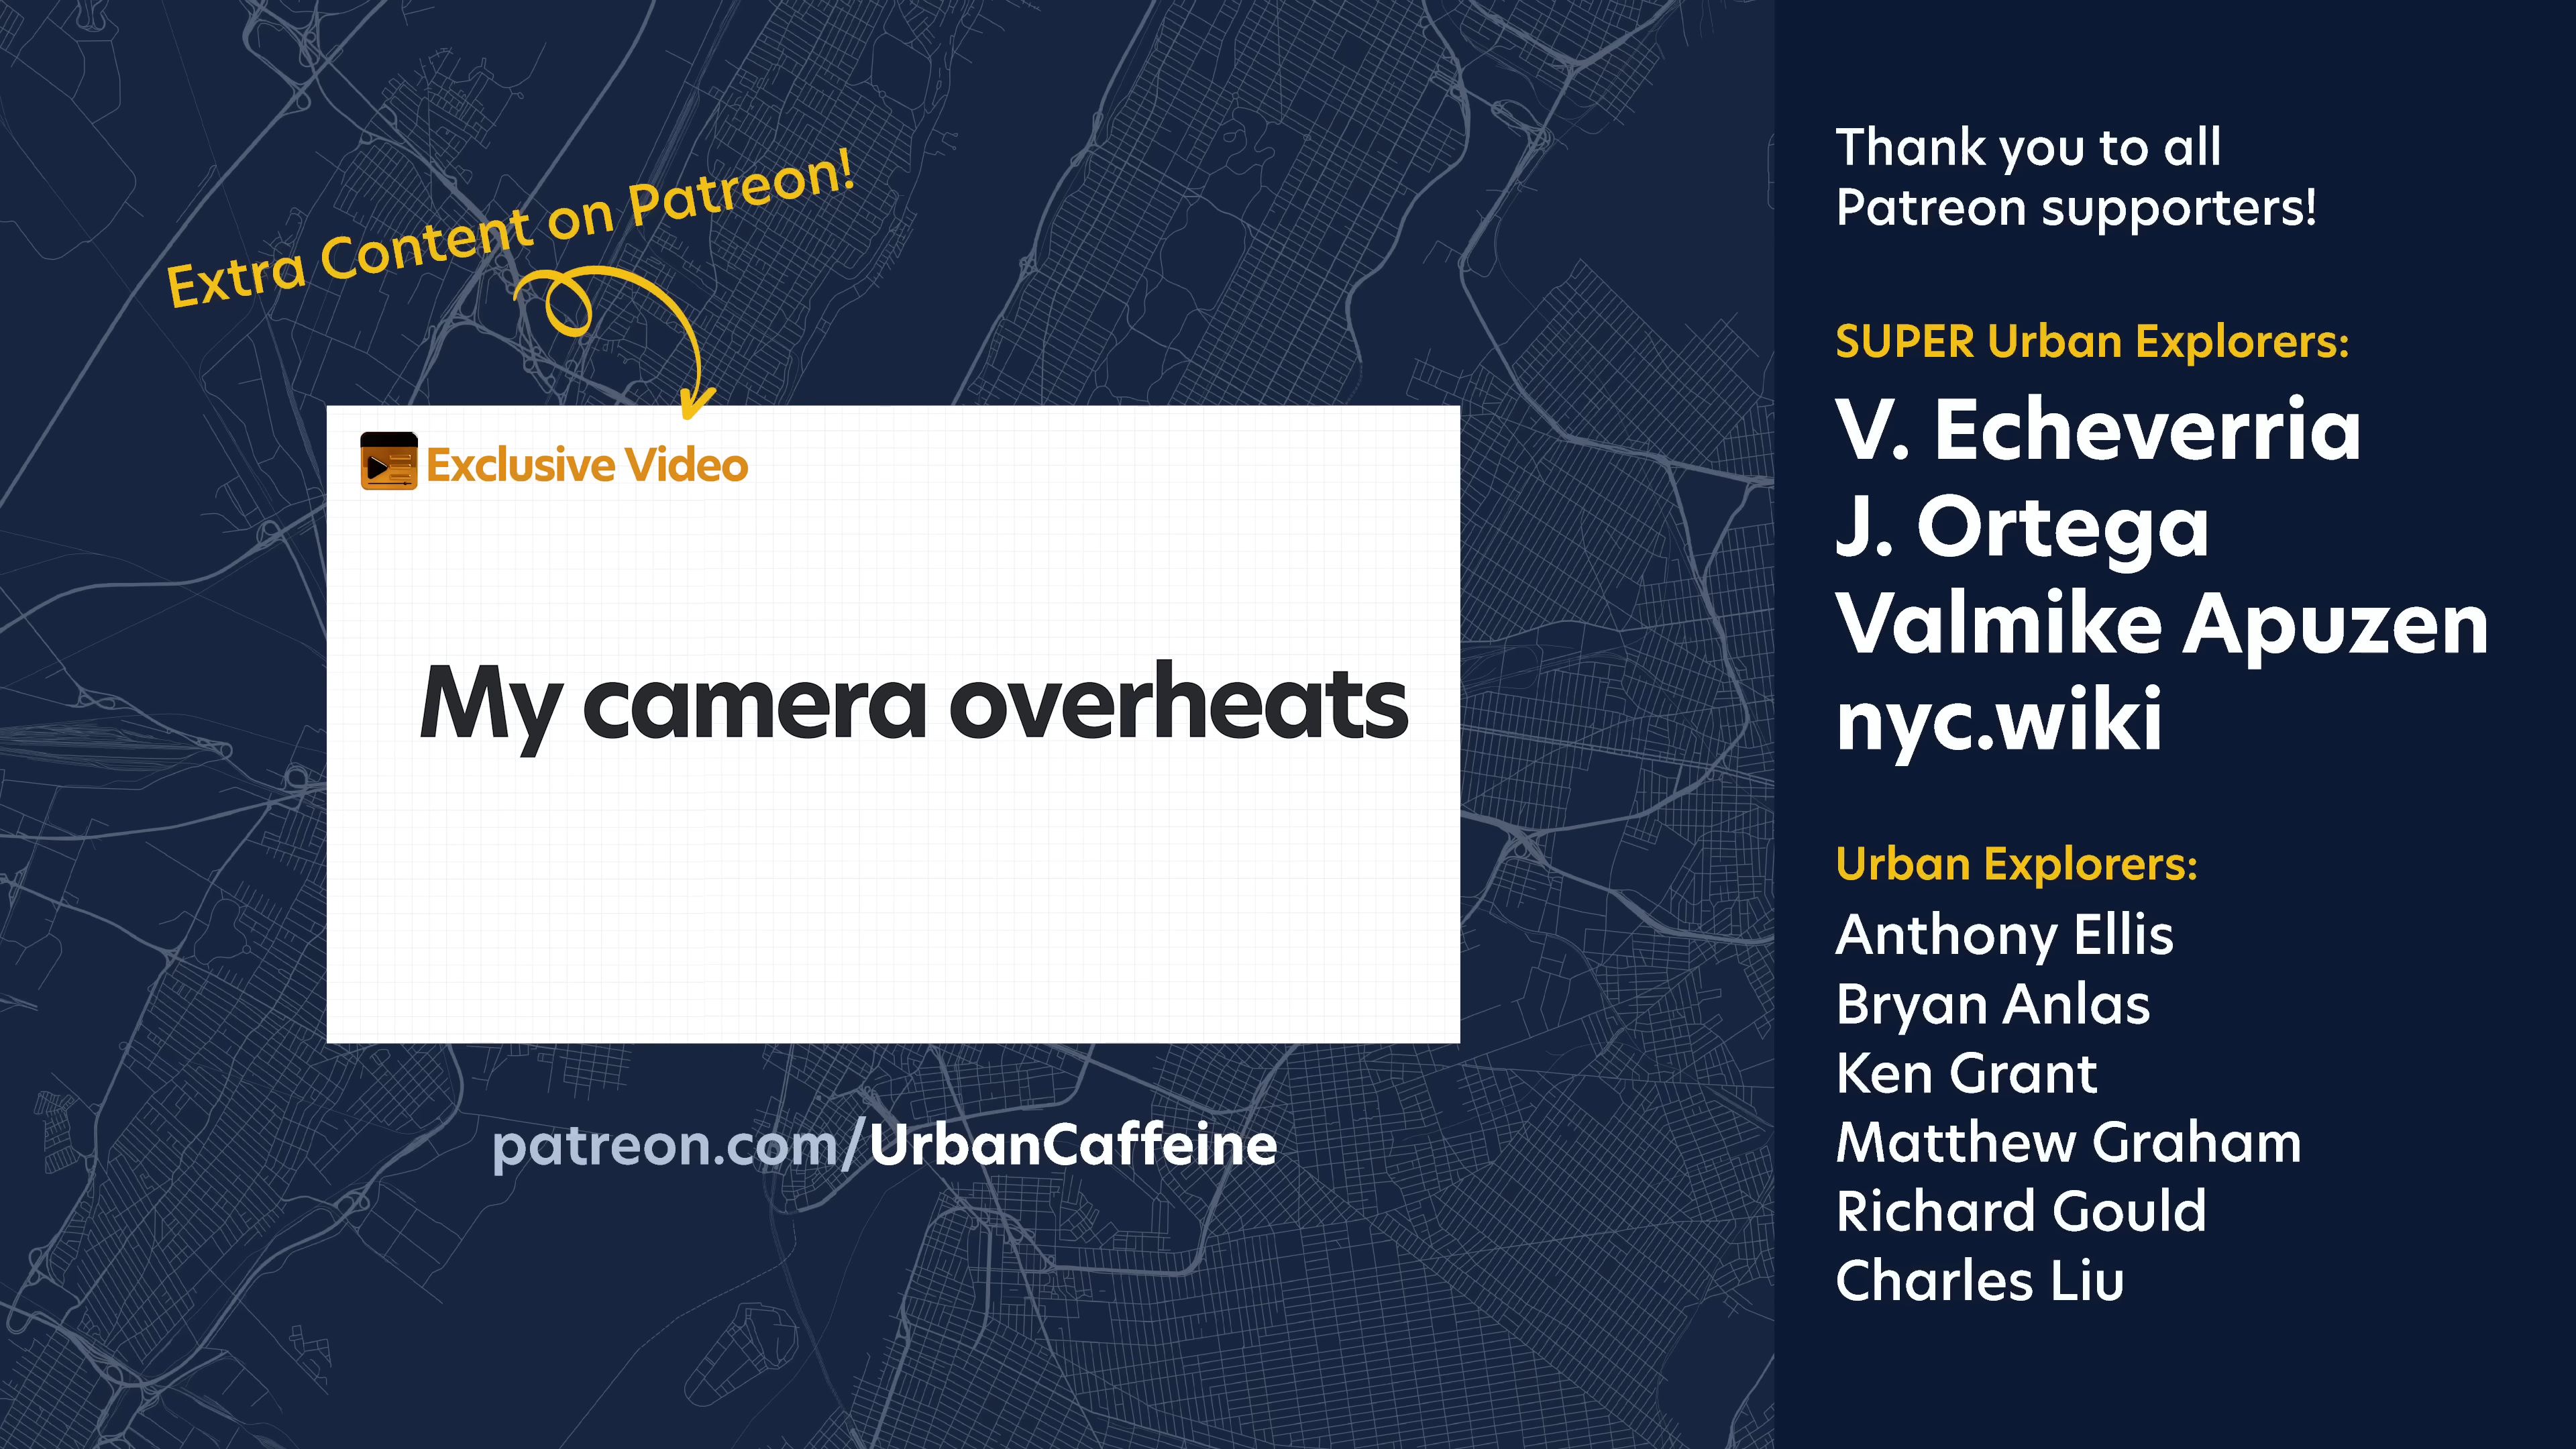 Extra Content on Patreon!
Exclusive Video
My camera overheats
patreon.com/UrbanCaffeine
Thank you to all
Patreon supporters!
SUPER Urban Explorers:
V. Echeverria
J. Ortega
Valmike Apuzen
nyc.wiki
Urban Explorers:
Anthony Ellis
Bryan Anlas
Ken Grant
Matthew Graham
Richard Gould
Charles Liu